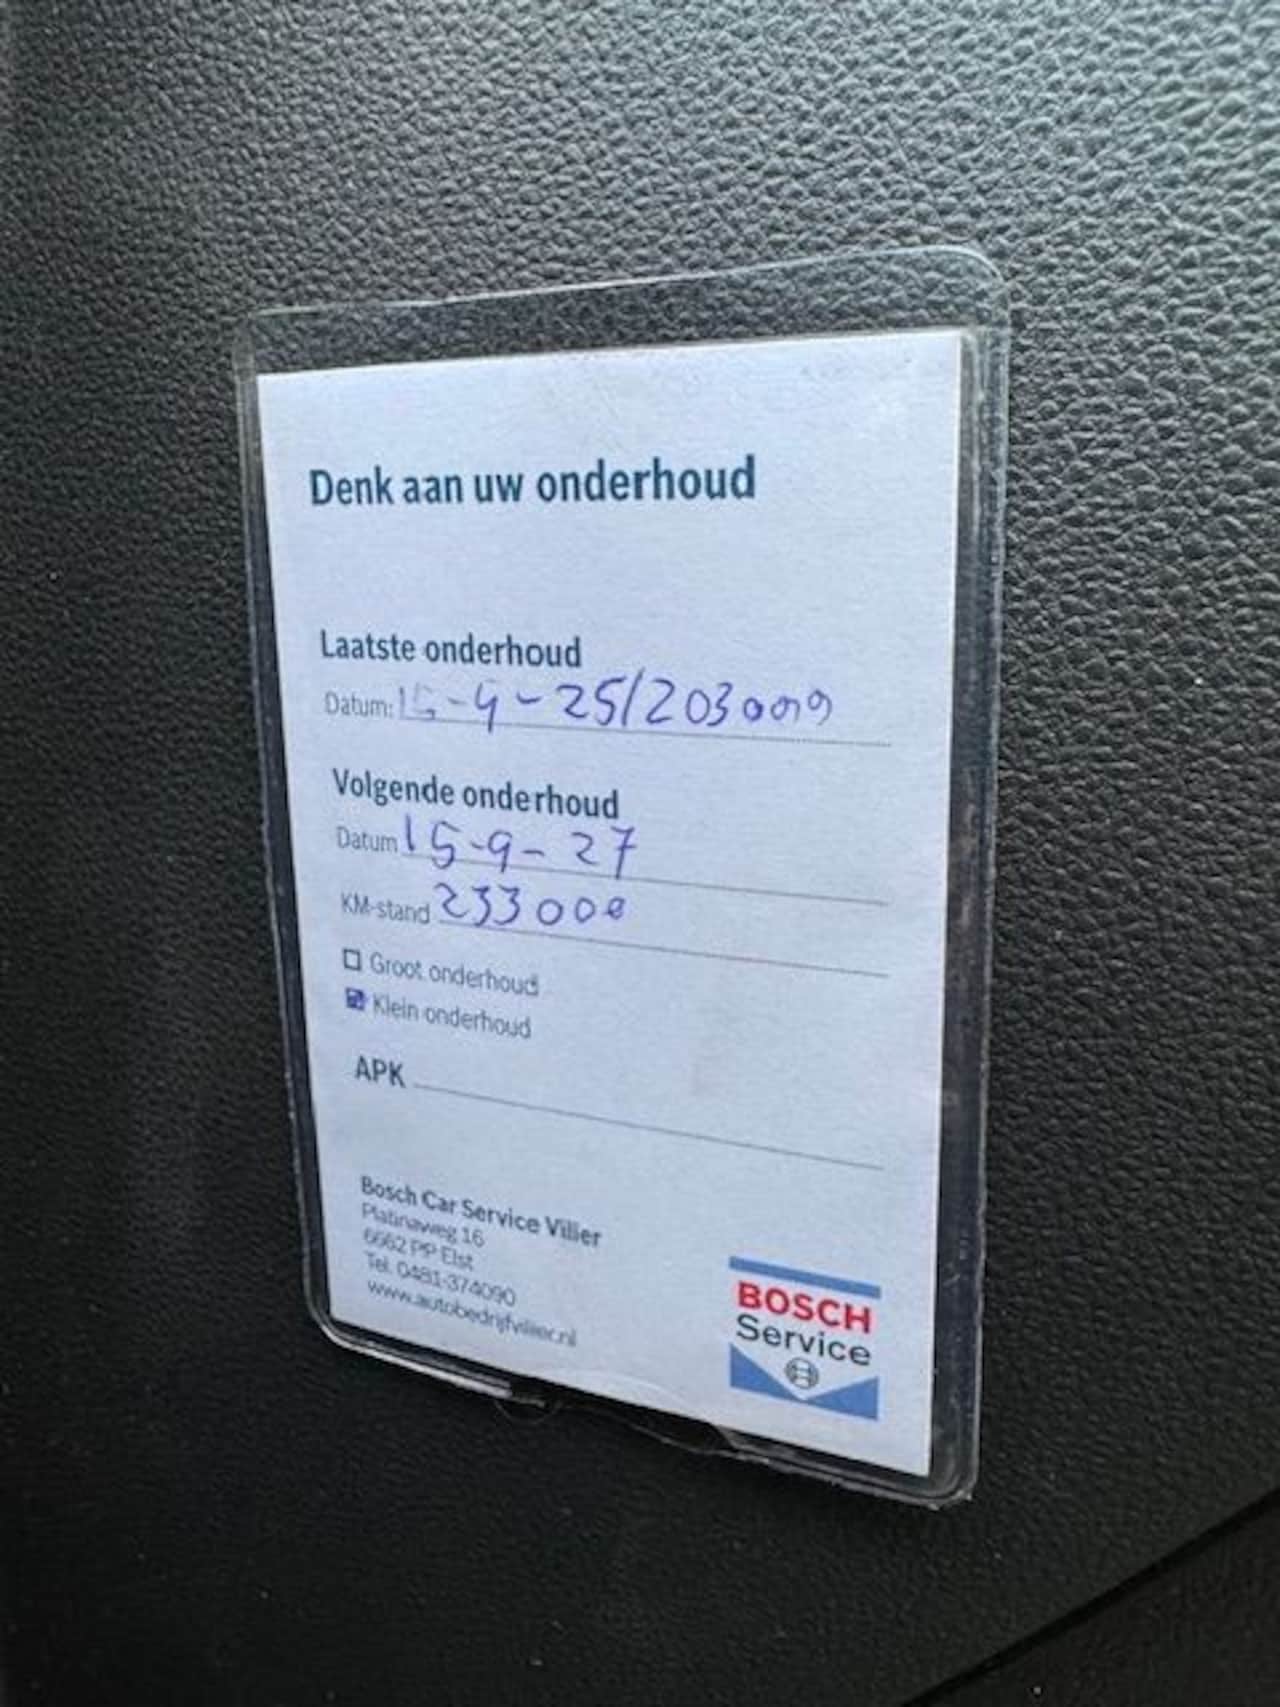 Denk aan uw onderhoud
Laatste onderhoud
Datum: 15-9-25/203000
Volgende onderhoud
Datum 15-9-27
KM-stand 233000
Groot onderhoud
Klein onderhoud
APK
Bosch Car Service Villier
Platinaweg 16
6662 PP Elst
Tel. 0481-374090
www.autobedrijfvillier.nl
BOSCH
Service